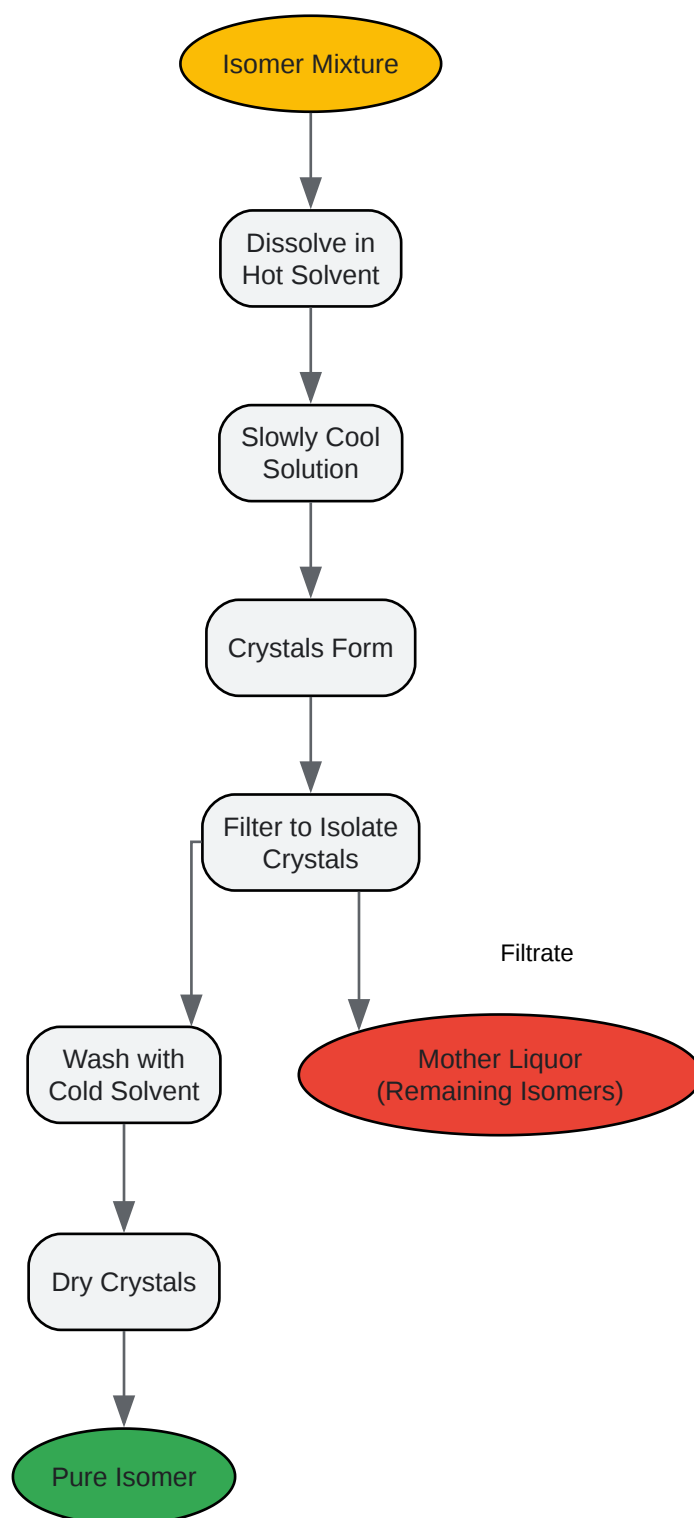 Isomer Mixture
Dissolve in
Hot Solvent
Slowly Cool
Solution
Crystals Form
Filter to Isolate
Crystals
Filtrate
Wash with
Cold Solvent
Mother Liquor
(Remaining Isomers)
Dry Crystals
Pure Isomer